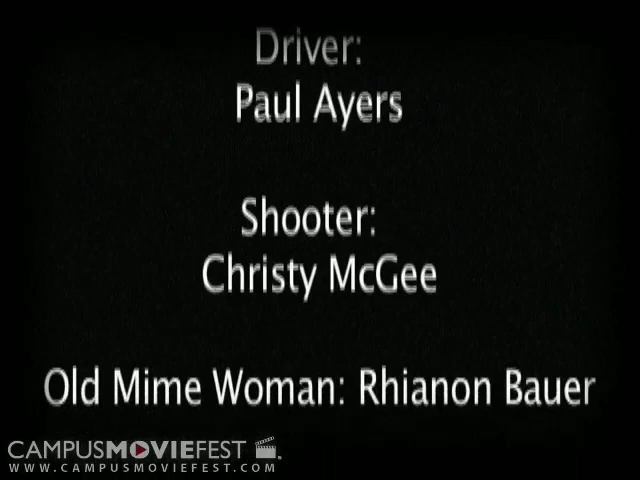 Driver:
Paul Ayers
Shooter:
Christy McGee
Old Mime Woman: Rhianon Bauer
CAMPUSMOVIEFEST
WWW.CAMPUSMOVIEFEST.COM